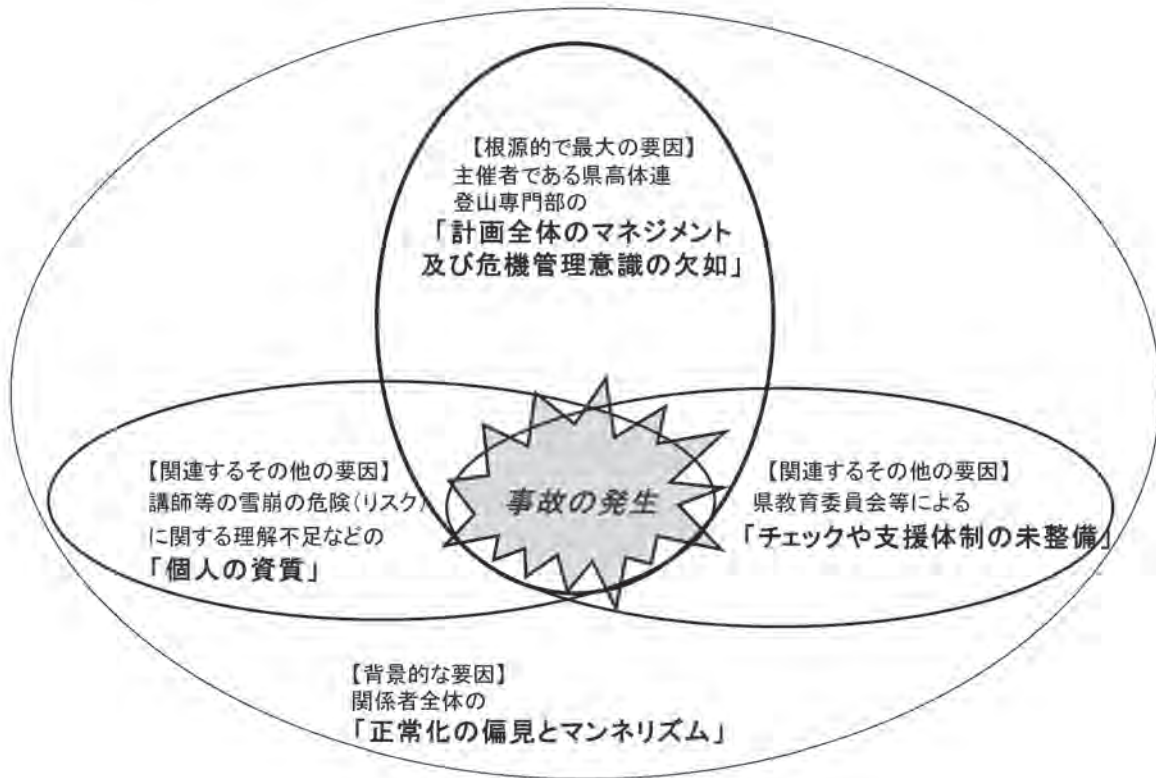 【根源的で最大の要因】
主催者である県高体連
登山専門部の
「計画全体のマネジメント
及び危機管理意識の欠如」
【関連するその他の要因】
講師等の雪崩の危険(リスク)
に関する理解不足などの
「個人の資質」
事故の発生
【関連するその他の要因】
県教育委員会等による
「チェックや支援体制の未整備」
【背景的な要因】
関係者全体の
「正常化の偏見とマンネリズム」